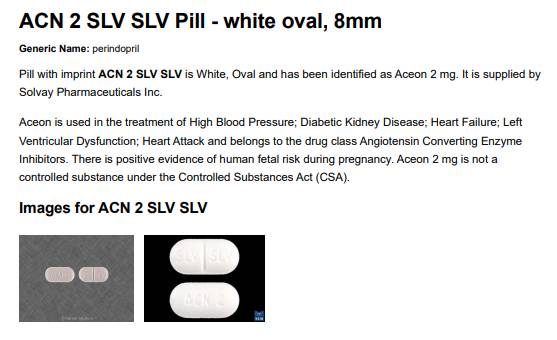 ACN 2 SLV SLV Pill - white oval, 8mm
Generic Name: perindopril
Pill with imprint ACN 2 SLV SLV is White, Oval and has been identified as Aceon 2 mg. It is supplied by
Solvay Pharmaceuticals Inc.
Aceon is used in the treatment of High Blood Pressure; Diabetic Kidney Disease; Heart Failure; Left
Ventricular Dysfunction; Heart Attack and belongs to the drug class Angiotensin Converting Enzyme
Inhibitors. There is positive evidence of human fetal risk during pregnancy. Aceon 2 mg is not a
controlled substance under the Controlled Substances Act (CSA).
Images for ACN 2 SLV SLV
SLV SLV
ACN 2